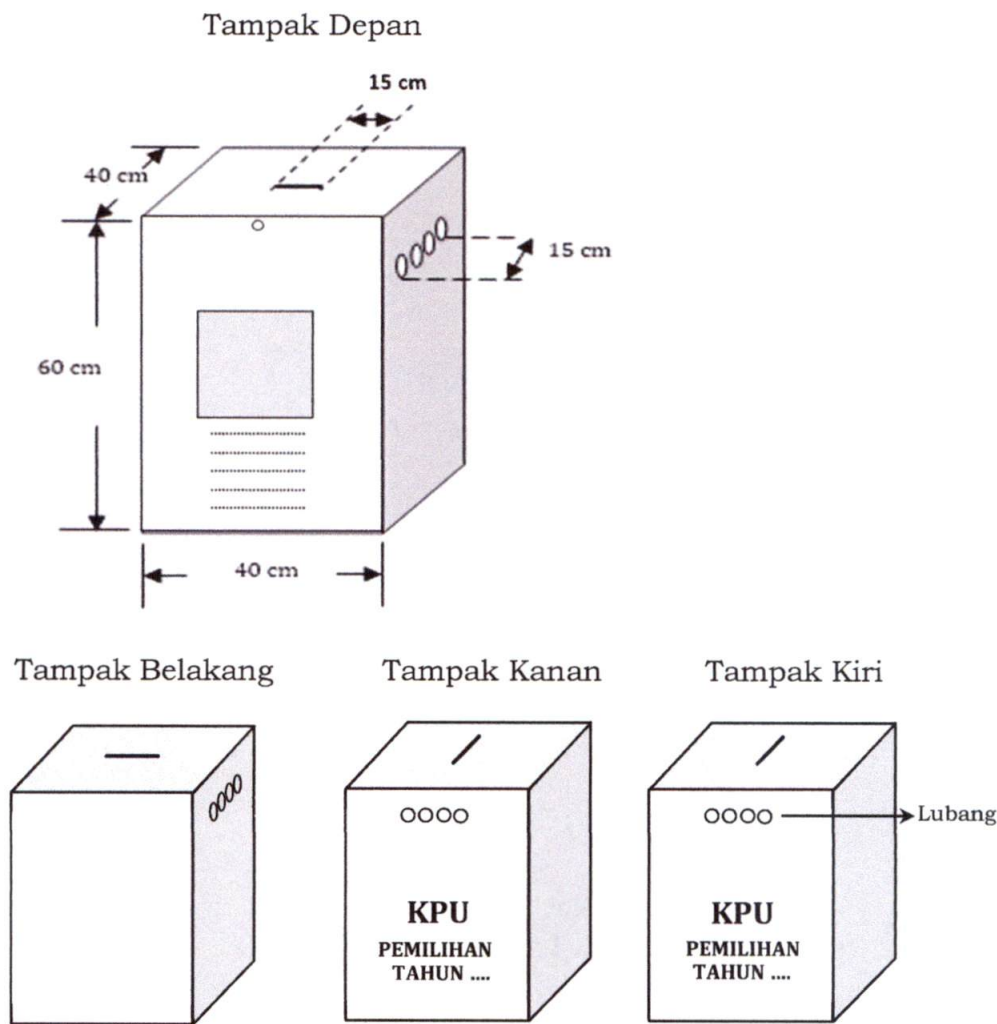 Tampak Depan
15 cm
40 cm
15 cm
60 cm
40 cm
Tampak Belakang
Tampak Kanan
Tampak Kiri
Lubang
KPU
PEMILIHAN
TAHUN ....
KPU
PEMILIHAN
TAHUN ....